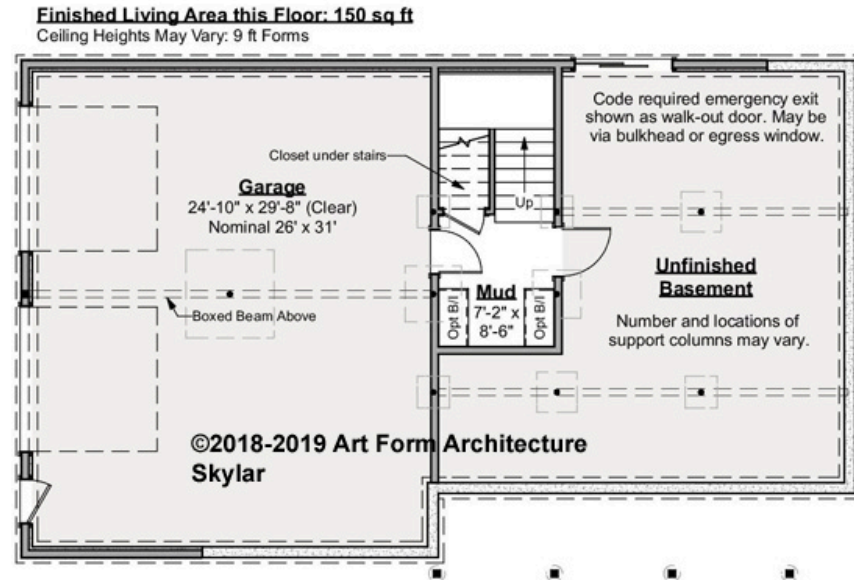 Finished Living Area this Floor: 150 sq ft
Ceiling Heights May Vary: 9 ft Forms
Code required emergency exit
shown as walk-out door. May be
via bulkhead or egress window.
Closet under stairs
Garage
24'-10" x 29'-8" (Clear)
Nominal 26' x 31'
Up
Unfinished
Basement
Number and locations of
support columns may vary.
Opt B/I
Mud
7'-2" x
8'-6"
Opt B/I
Boxed Beam Above
©2018-2019 Art Form Architecture
Skylar